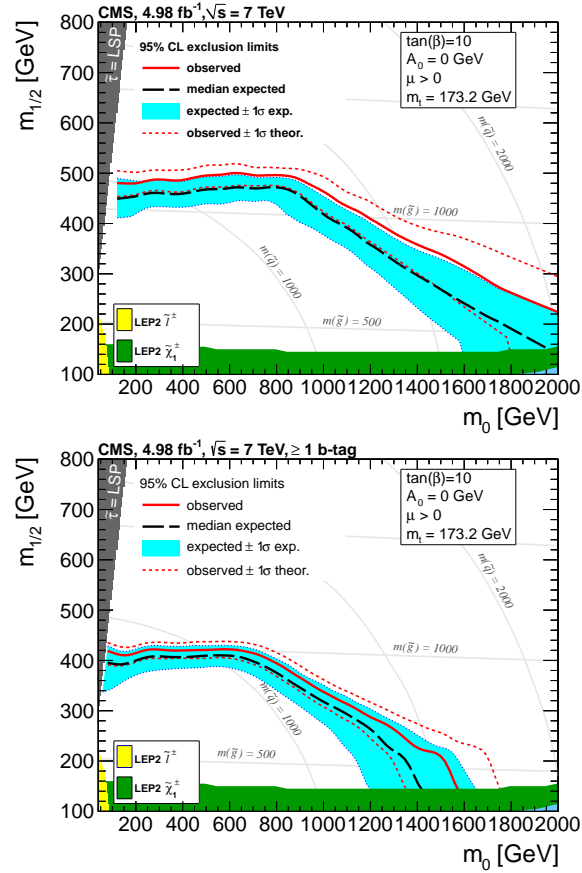 CMS, 4.98 fb⁻¹, √s = 7 TeV
m₁/₂ [GeV]
800
700
600
500
400
300
200
100
τ̃ = LSP
95% CL exclusion limits
observed
median expected
expected ± 1σ exp.
observed ± 1σ theor.
tan(β)=10
A₀ = 0 GeV
μ > 0
mₜ = 173.2 GeV
m(q̃) = 2000
m(g̃) = 1000
m(q̃) = 1000
m(g̃) = 500
LEP2 l̃±
LEP2 χ̃₁±
200 400 600 800 1000 1200 1400 1600 1800 2000
m₀ [GeV]
CMS, 4.98 fb⁻¹, √s = 7 TeV, ≥ 1 b-tag
m₁/₂ [GeV]
800
700
600
500
400
300
200
100
τ̃ = LSP
95% CL exclusion limits
observed
median expected
expected ± 1σ exp.
observed ± 1σ theor.
tan(β)=10
A₀ = 0 GeV
μ > 0
mₜ = 173.2 GeV
m(q̃) = 2000
m(g̃) = 1000
m(q̃) = 1000
m(g̃) = 500
LEP2 l̃±
LEP2 χ̃₁±
200 400 600 800 1000 1200 1400 1600 1800 2000
m₀ [GeV]